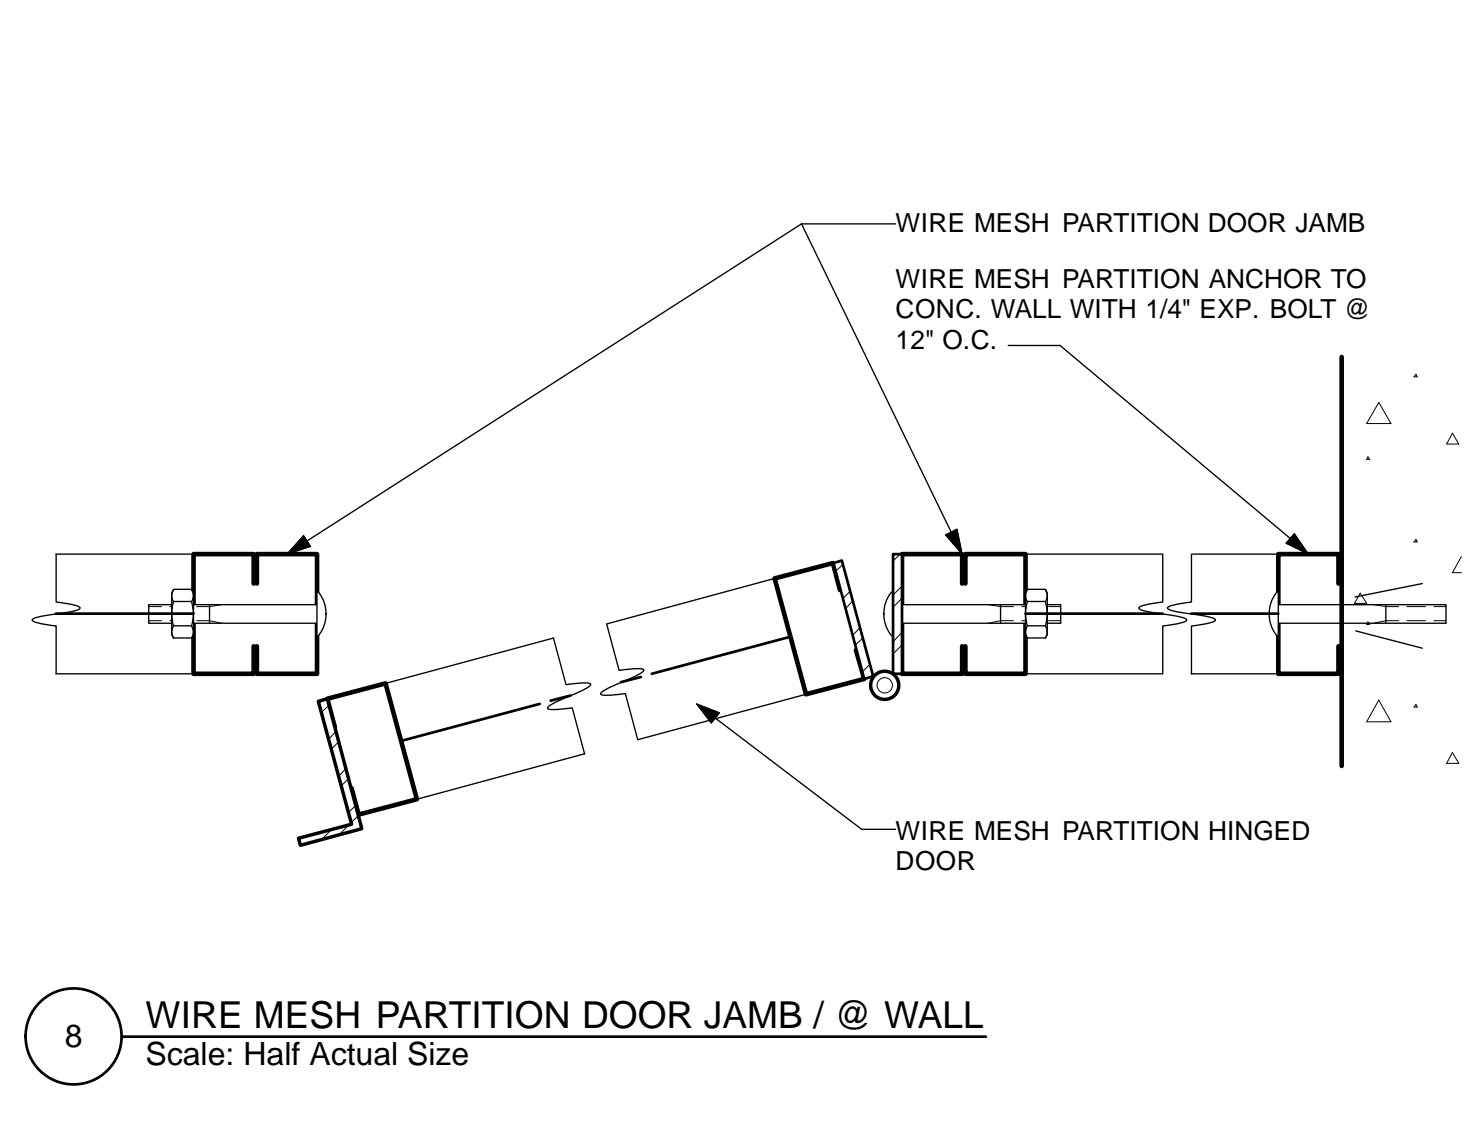 WIRE MESH PARTITION DOOR JAMB
WIRE MESH PARTITION ANCHOR TO
CONC. WALL WITH 1/4" EXP. BOLT @
12" O.C.
WIRE MESH PARTITION HINGED
DOOR
8
WIRE MESH PARTITION DOOR JAMB / @ WALL
Scale: Half Actual Size